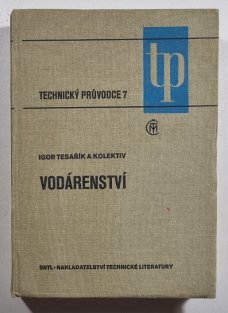 tp
TECHNICKÝ PRŮVODCE 7
IGOR TESAŘÍK A KOLEKTIV
VODÁRENSTVÍ
SNTL-NAKLADATELSTVÍ TECHNICKÉ LITERATURY